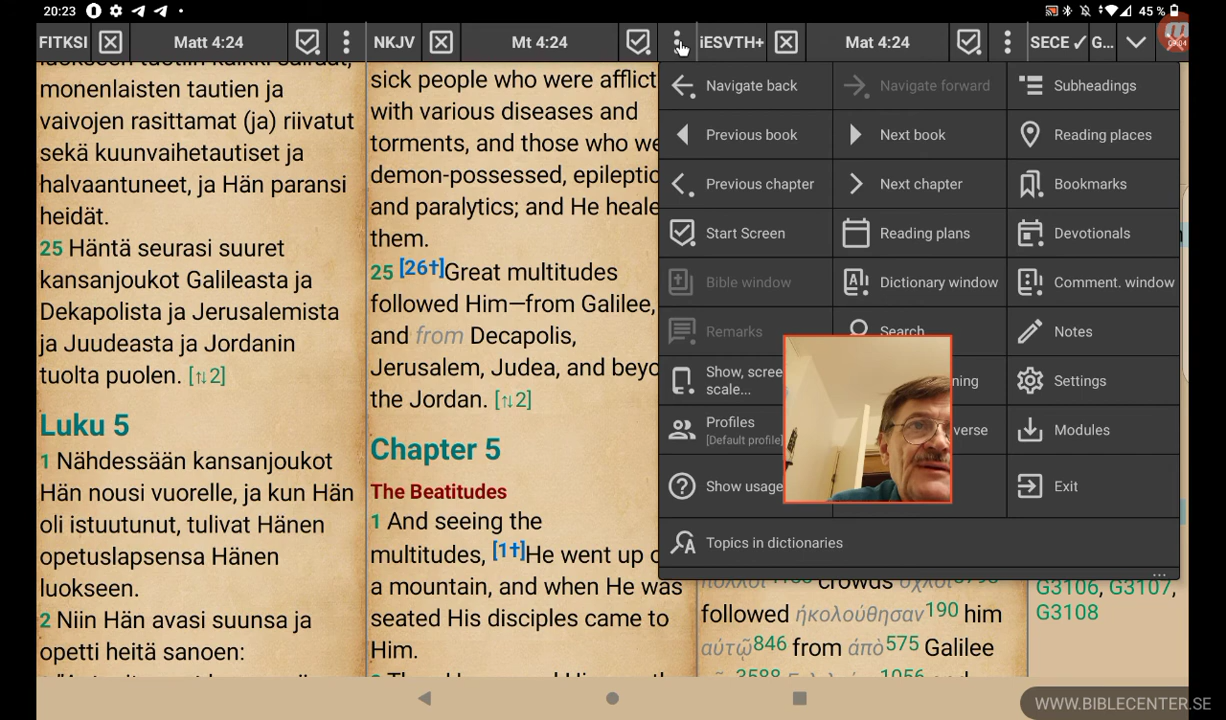 20:23
45 %
04
FITKSI
Matt 4:24
NKJV
Mt 4:24
iESVTH+
Mat 4:24
SECE ✓
G...
monenlaisten tautien ja
vaivojen rasittamat (ja) riivatut
sekä kuunvaihetautiset ja
halvaantuneet, ja Hän paransi
heidät.
25 Häntä seurasi suuret
kansanjoukot Galileasta ja
Dekapolista ja Jerusalemista
ja Juudeasta ja Jordanin
tuolta puolen. [↑↓2]
Luku 5
1 Nähdessään kansanjoukot
Hän nousi vuorelle, ja kun Hän
oli istuutunut, tulivat Hänen
opetuslapsensa Hänen
luokseen.
2 Niin Hän avasi suunsa ja
opetti heitä sanoen:
sick people who were afflict
with various diseases and
torments, and those who we
demon-possessed, epileptic
and paralytics; and He heale
them.
25 [26†]Great multitudes
followed Him—from Galilee,
and from Decapolis,
Jerusalem, Judea, and beyo
the Jordan. [↑↓2]
Chapter 5
The Beatitudes
1 And seeing the
multitudes, [1†]He went up o
a mountain, and when He was
seated His disciples came to
Him.
Navigate back
Navigate forward
Subheadings
Previous book
Next book
Reading places
Previous chapter
Next chapter
Bookmarks
Start Screen
Reading plans
Devotionals
Bible window
Dictionary window
Comment. window
Remarks
Search
Notes
Show, scree
scale...
ning
Settings
Profiles
[Default profile]
verse
Modules
Show usage
Exit
Topics in dictionaries
crowds
followed ἠκολούθησαν190 him
αὐτῷ846 from ἀπὸ575 Galilee
G3106, G3107,
G3108
WWW.BIBLECENTER.SE